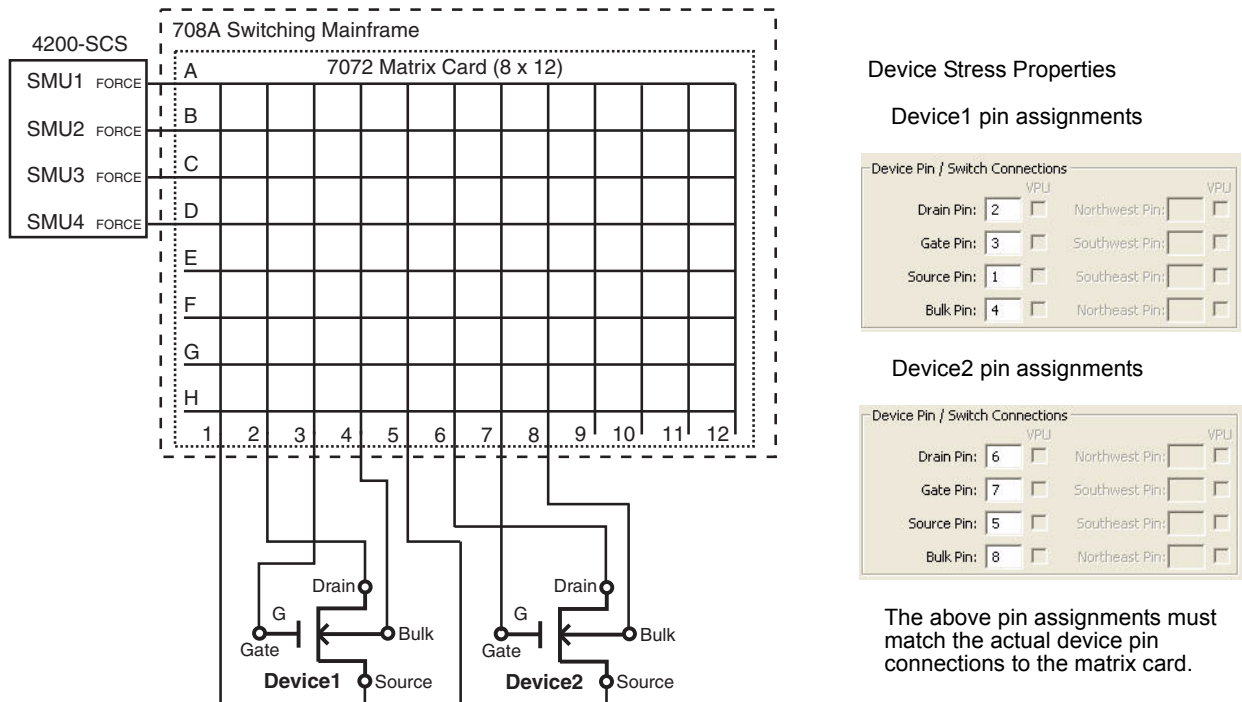 4200-SCS
SMU1 FORCE
SMU2 FORCE
SMU3 FORCE
SMU4 FORCE
708A Switching Mainframe
7072 Matrix Card (8 x 12)
A
B
C
D
E
F
G
H
1 2 3 4 5 6 7 8 9 10 11 12
Drain
G
Gate
Bulk
Device1
Source
Drain
G
Gate
Bulk
Device2
Source
Device Stress Properties
Device1 pin assignments
Device Pin / Switch Connections
VPU VPU
Drain Pin: 2 Northwest Pin:
Gate Pin: 3 Southwest Pin:
Source Pin: 1 Southeast Pin:
Bulk Pin: 4 Northeast Pin:
Device2 pin assignments
Device Pin / Switch Connections
VPU VPU
Drain Pin: 6 Northwest Pin:
Gate Pin: 7 Southwest Pin:
Source Pin: 5 Southeast Pin:
Bulk Pin: 8 Northeast Pin:
The above pin assignments must
match the actual device pin
connections to the matrix card.